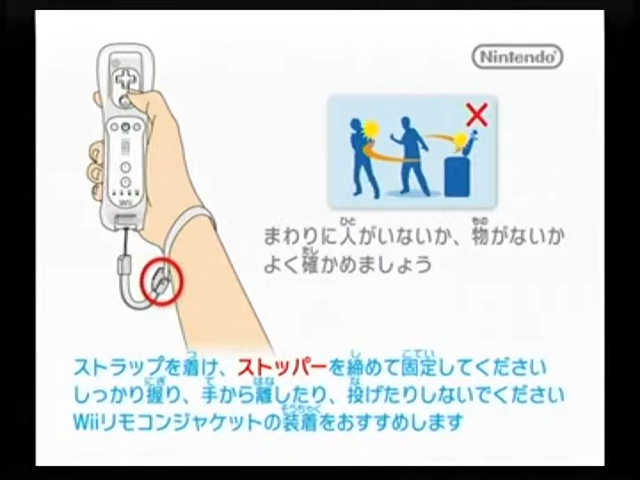 Nintendo
まわりに人がいないか、物がないか
よく確かめましょう
ストラップを着け、ストッパーを締めて固定してください
しっかり握り、手から離したり、投げたりしないでください
Wiiリモコンジャケットの装着をおすすめします